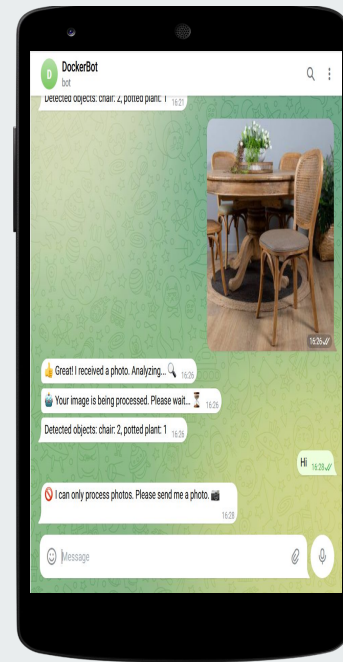 D
DockerBot
bot
Detected objects: chair: 2, potted plant: 1 16:21
16:26
👍 Great! I received a photo. Analyzing... 🔍 16:26
🤖 Your image is being processed. Please wait... ⏳ 16:26
Detected objects: chair: 2, potted plant: 1 16:26
Hi 16:28
🚫 I can only process photos. Please send me a photo. 📷
16:28
Message